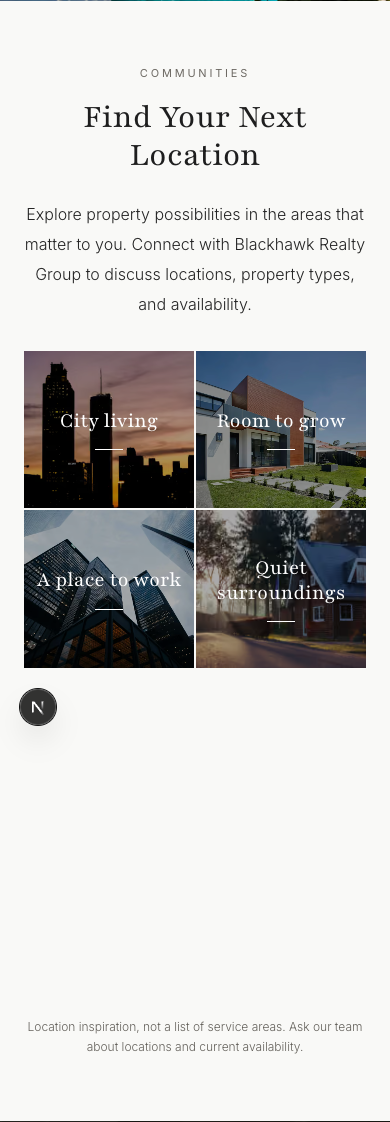 COMMUNITIES
Find Your Next
Location
Explore property possibilities in the areas that
matter to you. Connect with Blackhawk Realty
Group to discuss locations, property types,
and availability.
City living
Room to grow
A place to work
Quiet
surroundings
N
Location inspiration, not a list of service areas. Ask our team
about locations and current availability.